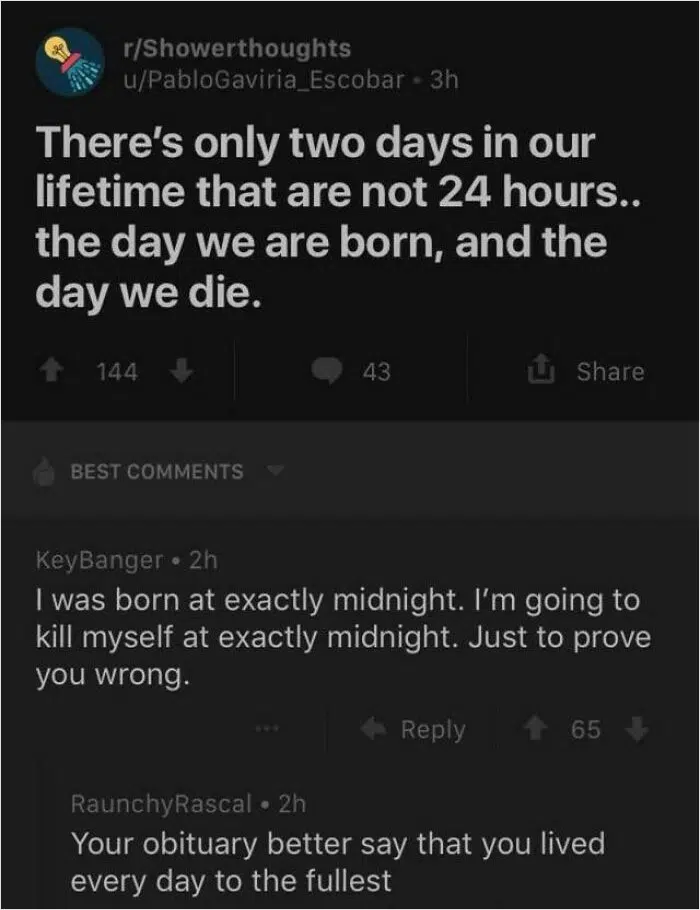 r/Showerthoughts
u/PabloGaviria_Escobar • 3h
There's only two days in our
lifetime that are not 24 hours..
the day we are born, and the
day we die.
144 43 Share
BEST COMMENTS
KeyBanger • 2h
I was born at exactly midnight. I'm going to
kill myself at exactly midnight. Just to prove
you wrong.
... Reply 65
RaunchyRascal • 2h
Your obituary better say that you lived
every day to the fullest